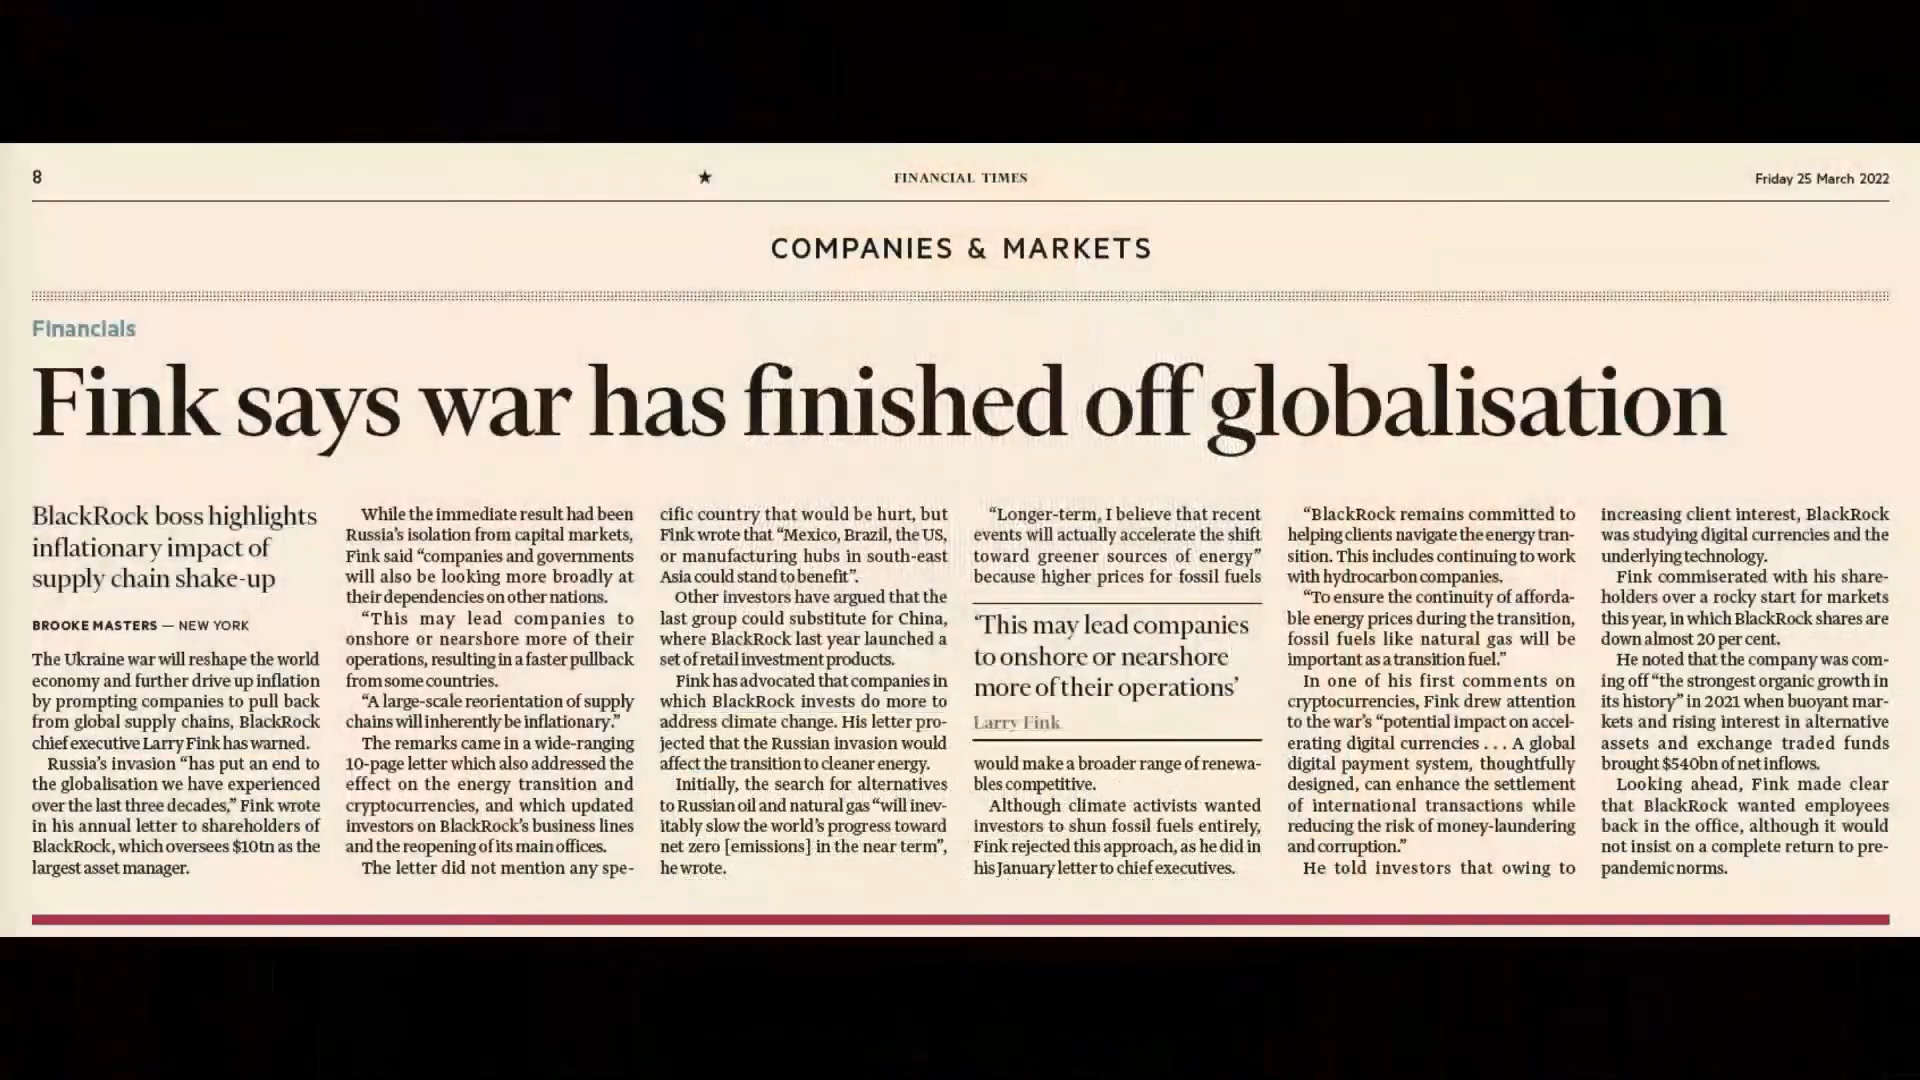 8
★
FINANCIAL TIMES
Friday 25 March 2022
COMPANIES & MARKETS
Financials
Fink says war has finished off globalisation
BlackRock boss highlights
inflationary impact of
supply chain shake-up
BROOKE MASTERS — NEW YORK
The Ukraine war will reshape the world
economy and further drive up inflation
by prompting companies to pull back
from global supply chains, BlackRock
chief executive Larry Fink has warned.
Russia's invasion “has put an end to
the globalisation we have experienced
over the last three decades,” Fink wrote
in his annual letter to shareholders of
BlackRock, which oversees $10tn as the
largest asset manager.
While the immediate result had been
Russia's isolation from capital markets,
Fink said “companies and governments
will also be looking more broadly at
their dependencies on other nations.
“This may lead companies to
onshore or nearshore more of their
operations, resulting in a faster pullback
from some countries.
“A large-scale reorientation of supply
chains will inherently be inflationary.”
The remarks came in a wide-ranging
10-page letter which also addressed the
effect on the energy transition and
cryptocurrencies, and which updated
investors on BlackRock's business lines
and the reopening of its main offices.
The letter did not mention any spe-
cific country that would be hurt, but
Fink wrote that “Mexico, Brazil, the US,
or manufacturing hubs in south-east
Asia could stand to benefit”.
Other investors have argued that the
last group could substitute for China,
where BlackRock last year launched a
set of retail investment products.
Fink has advocated that companies in
which BlackRock invests do more to
address climate change. His letter pro-
jected that the Russian invasion would
affect the transition to cleaner energy.
Initially, the search for alternatives
to Russian oil and natural gas “will inev-
itably slow the world's progress toward
net zero [emissions] in the near term”,
he wrote.
“Longer-term, I believe that recent
events will actually accelerate the shift
toward greener sources of energy”
because higher prices for fossil fuels
‘This may lead companies
to onshore or nearshore
more of their operations’
Larry Fink
would make a broader range of renewa-
bles competitive.
Although climate activists wanted
investors to shun fossil fuels entirely,
Fink rejected this approach, as he did in
his January letter to chief executives.
“BlackRock remains committed to
helping clients navigate the energy tran-
sition. This includes continuing to work
with hydrocarbon companies.
“To ensure the continuity of afforda-
ble energy prices during the transition,
fossil fuels like natural gas will be
important as a transition fuel.”
In one of his first comments on
cryptocurrencies, Fink drew attention
to the war's “potential impact on accel-
erating digital currencies . . . A global
digital payment system, thoughtfully
designed, can enhance the settlement
of international transactions while
reducing the risk of money-laundering
and corruption.”
He told investors that owing to
increasing client interest, BlackRock
was studying digital currencies and the
underlying technology.
Fink commiserated with his share-
holders over a rocky start for markets
this year, in which BlackRock shares are
down almost 20 per cent.
He noted that the company was com-
ing off “the strongest organic growth in
its history” in 2021 when buoyant mar-
kets and rising interest in alternative
assets and exchange traded funds
brought $540bn of net inflows.
Looking ahead, Fink made clear
that BlackRock wanted employees
back in the office, although it would
not insist on a complete return to pre-
pandemic norms.